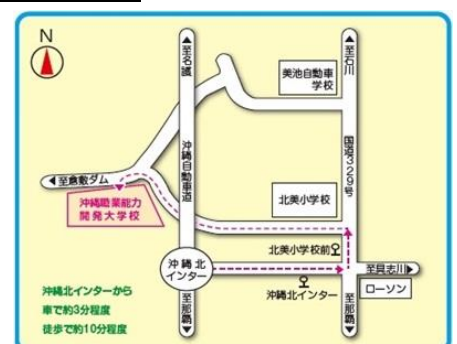 N
至名護
至石川
美池自動車
学校
沖縄自動車道
国道329号
至倉敷ダム
沖縄職業能力
開発大学校
北美小学校
北美小学校前
沖縄北
インター
至具志川
沖縄北インター
ローソン
沖縄北インターから
車で約3分程度
徒歩で約10分程度
至那覇
至那覇